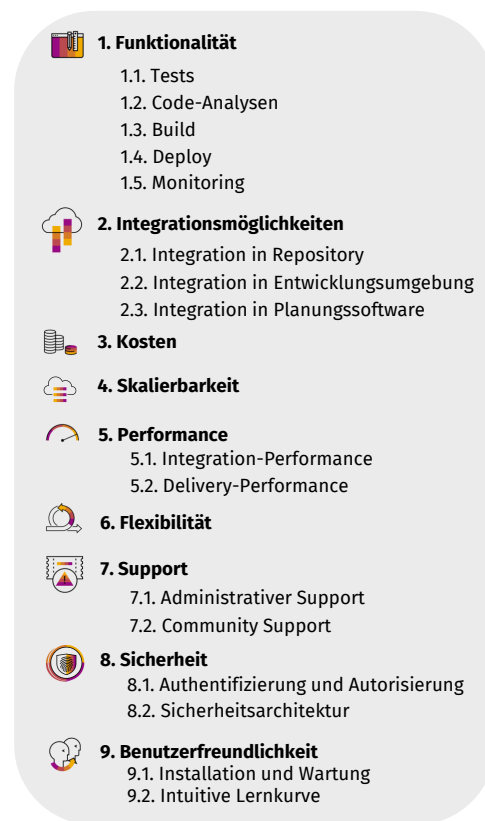 1. Funktionalität
1.1. Tests
1.2. Code-Analysen
1.3. Build
1.4. Deploy
1.5. Monitoring
2. Integrationsmöglichkeiten
2.1. Integration in Repository
2.2. Integration in Entwicklungsumgebung
2.3. Integration in Planungssoftware
3. Kosten
4. Skalierbarkeit
5. Performance
5.1. Integration-Performance
5.2. Delivery-Performance
6. Flexibilität
7. Support
7.1. Administrativer Support
7.2. Community Support
8. Sicherheit
8.1. Authentifizierung und Autorisierung
8.2. Sicherheitsarchitektur
9. Benutzerfreundlichkeit
9.1. Installation und Wartung
9.2. Intuitive Lernkurve